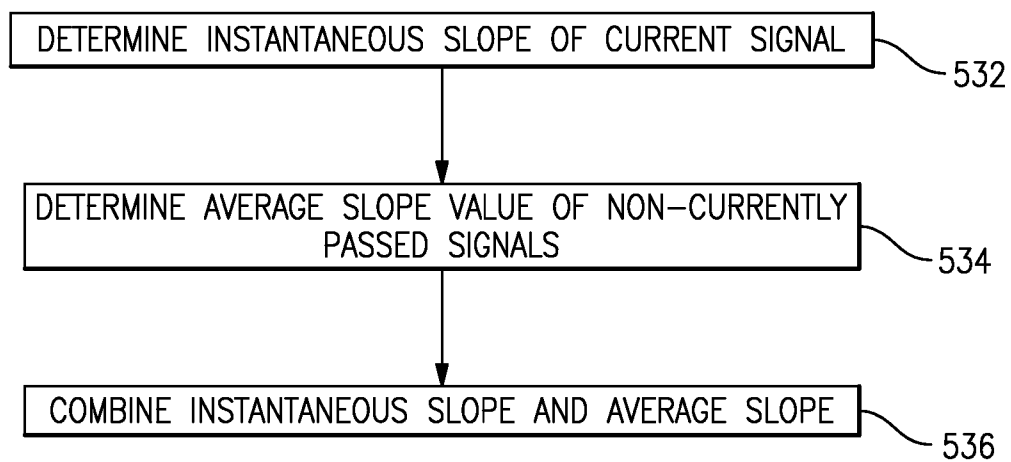 DETERMINE INSTANTANEOUS SLOPE OF CURRENT SIGNAL
532
DETERMINE AVERAGE SLOPE VALUE OF NON-CURRENTLY
PASSED SIGNALS
534
COMBINE INSTANTANEOUS SLOPE AND AVERAGE SLOPE
536